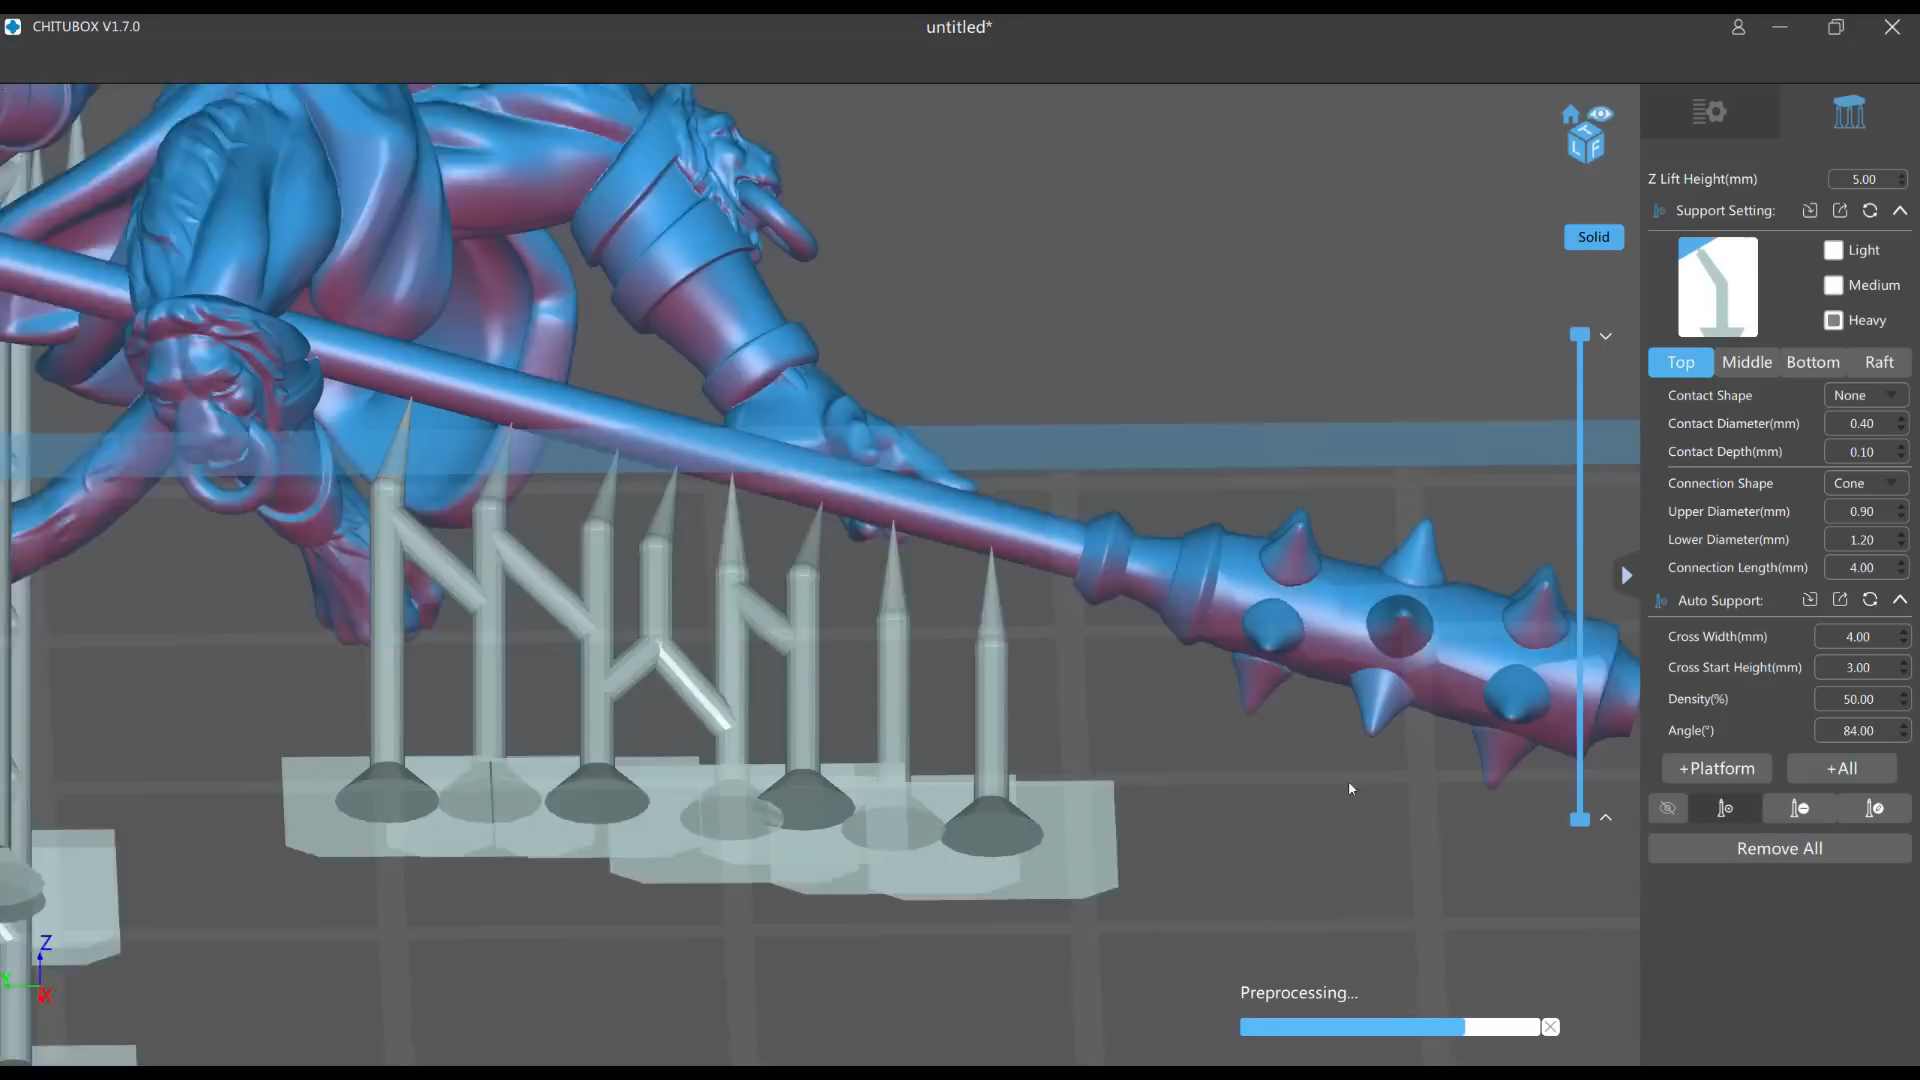 CHITUBOX V1.7.0
untitled*
T
L F
Solid
Z Lift Height(mm) 5.00
Support Setting:
Light
Medium
Heavy
Top Middle Bottom Raft
Contact Shape None
Contact Diameter(mm) 0.40
Contact Depth(mm) 0.10
Connection Shape Cone
Upper Diameter(mm) 0.90
Lower Diameter(mm) 1.20
Connection Length(mm) 4.00
Auto Support:
Cross Width(mm) 4.00
Cross Start Height(mm) 3.00
Density(%) 50.00
Angle(°) 84.00
+Platform +All
Remove All
Z
Y
X
Preprocessing...